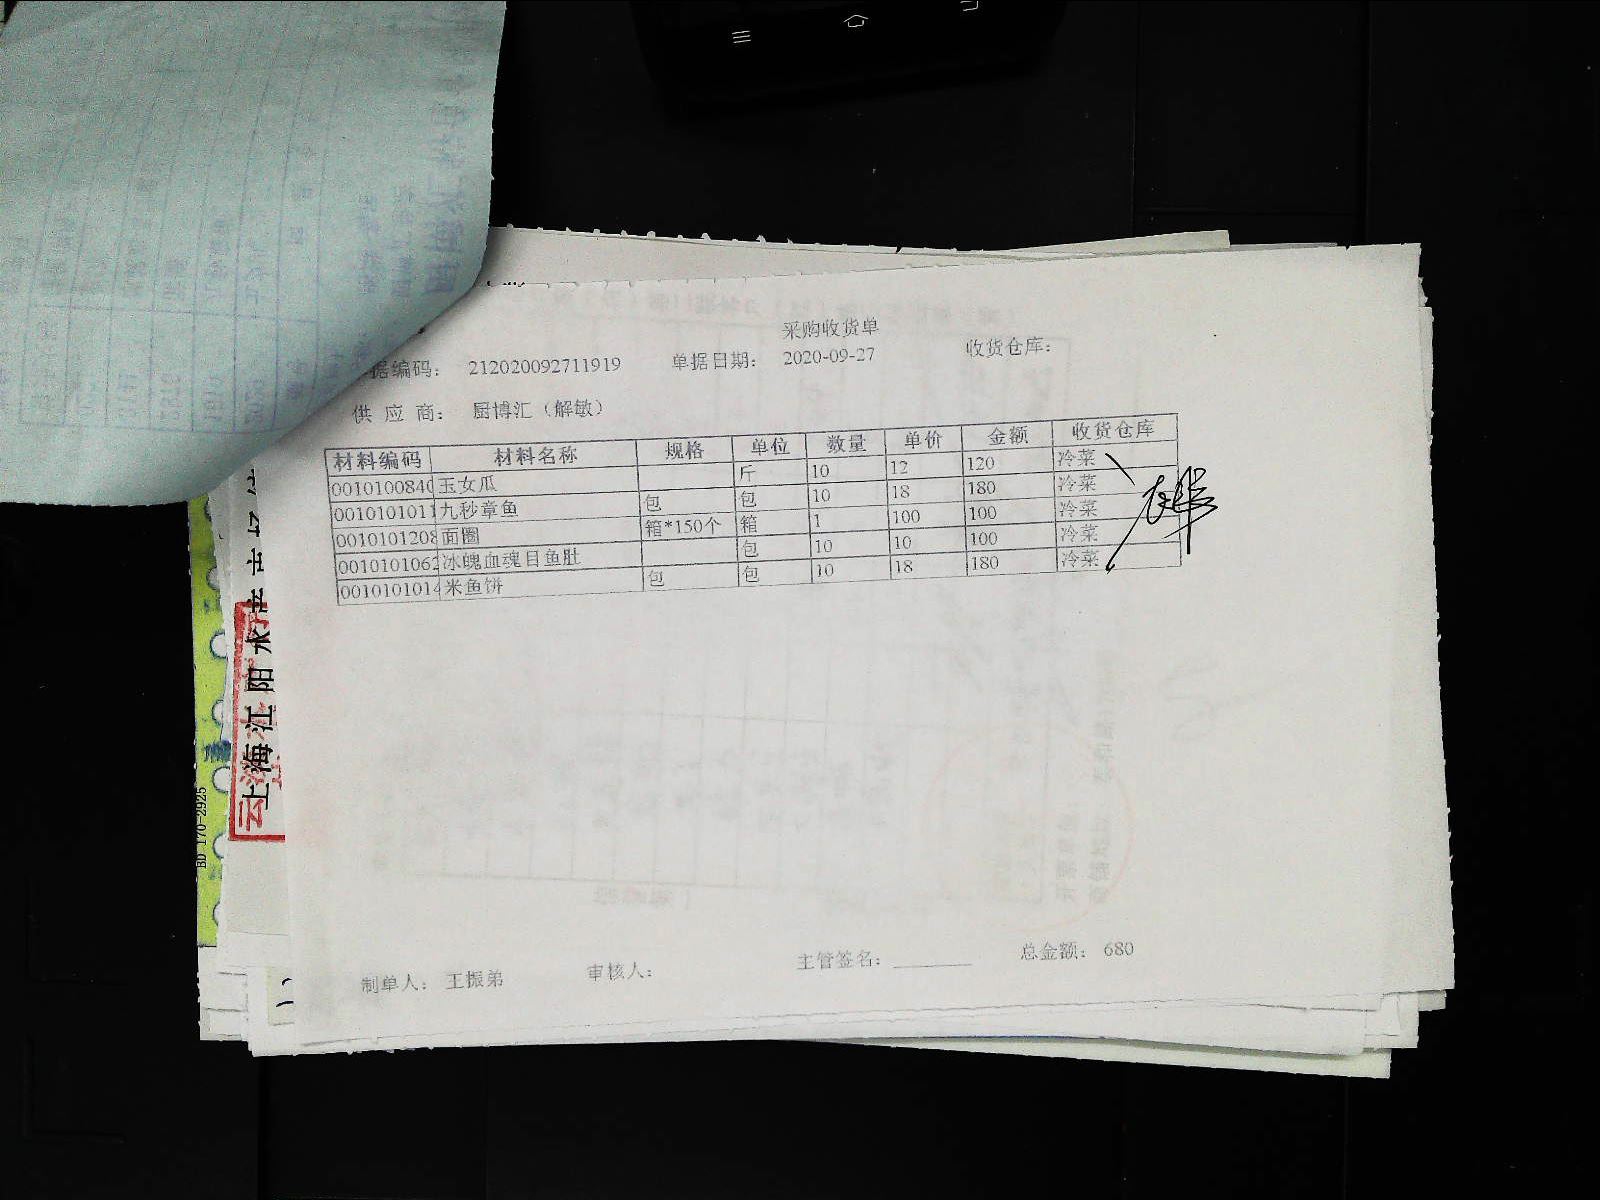 采购收货单
据编码： 212020092711919 单据日期： 2020-09-27 收货仓库：
供 应 商： 厨博汇（解敏）
材料编码 材料名称 规格 单位 数量 单价 金额 收货仓库
001010084 玉女瓜 斤 10 12 120 冷菜
001010101 九秒章鱼 包 包 10 18 180 冷菜
001010120 面圈 箱*150个 箱 1 100 100 冷菜
001010106 冰魄血魂目鱼肚 包 10 10 100 冷菜
001010101 米鱼饼 包 包 10 18 180 冷菜
制单人： 王振弟 审核人： 主管签名：________ 总金额： 680
上海江阳水
BD 170-2925